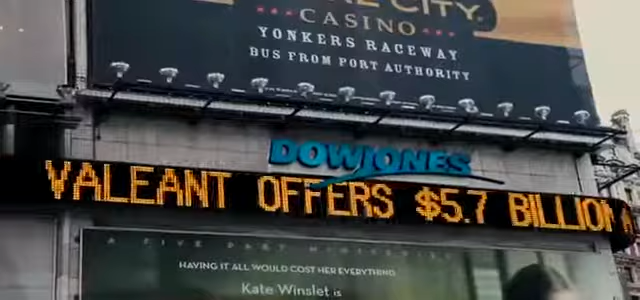 CITY
CASINO
YONKERS RACEWAY
BUS FROM PORT AUTHORITY
DOWJONES
VALEANT OFFERS $5.7 BILLION
A FIVE PART
HAVING IT ALL WOULD COST HER EVERYTHING
Kate Winslet is